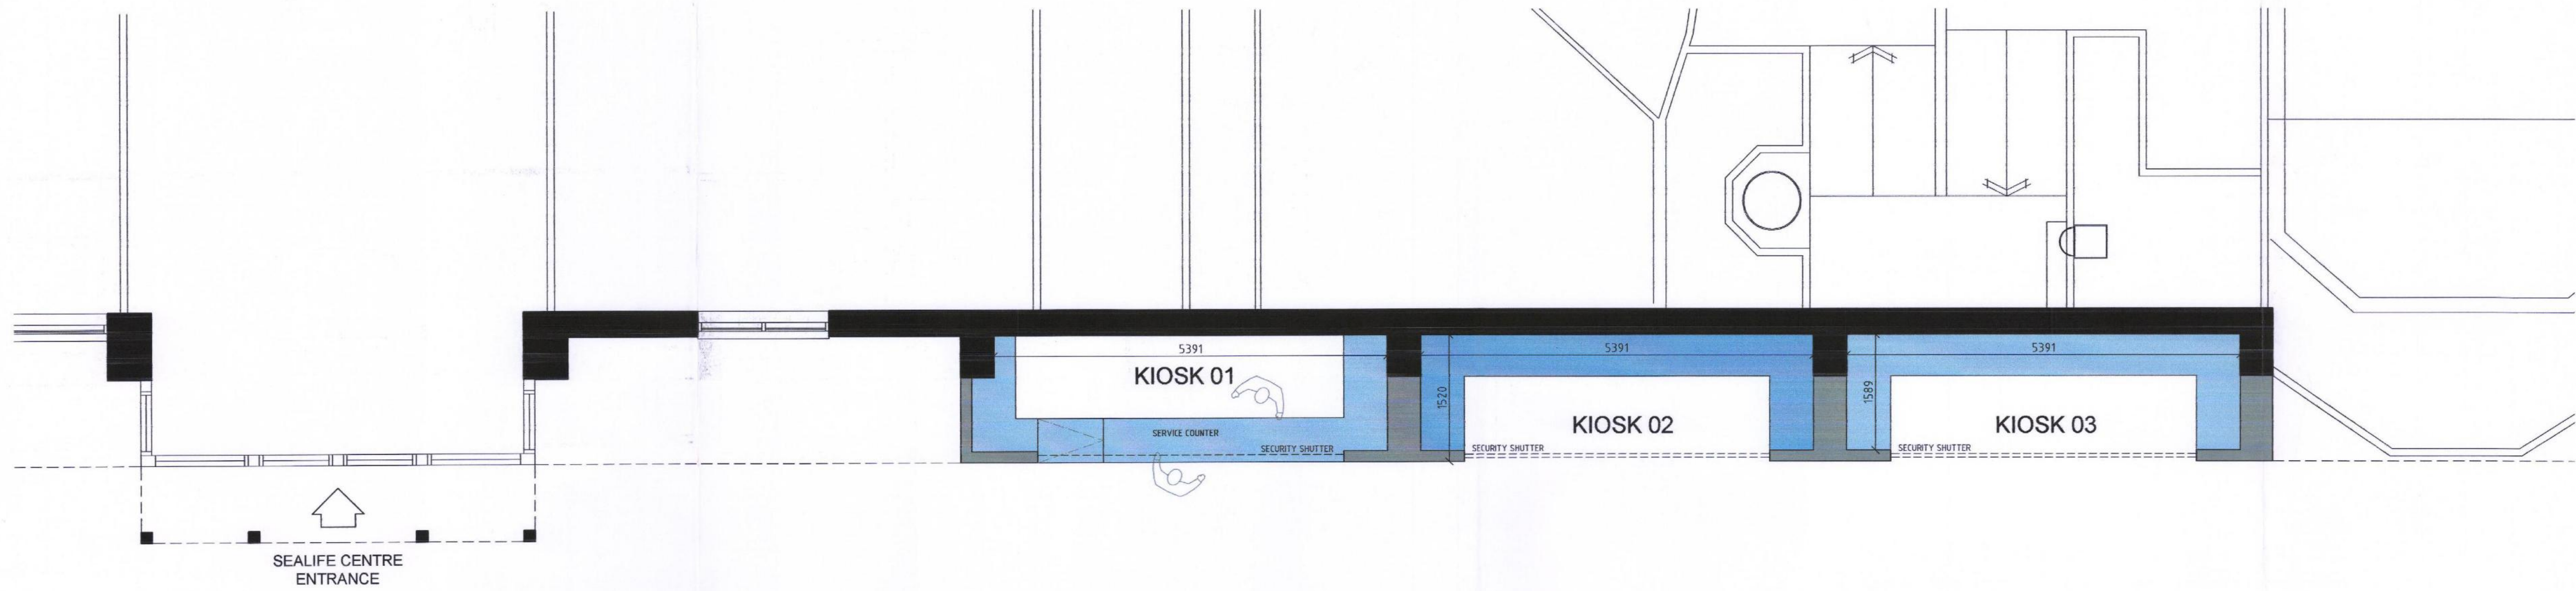 5391
KIOSK 01
SERVICE COUNTER
SECURITY SHUTTER
5391
1520
KIOSK 02
SECURITY SHUTTER
5391
1589
KIOSK 03
SECURITY SHUTTER
SEALIFE CENTRE
ENTRANCE